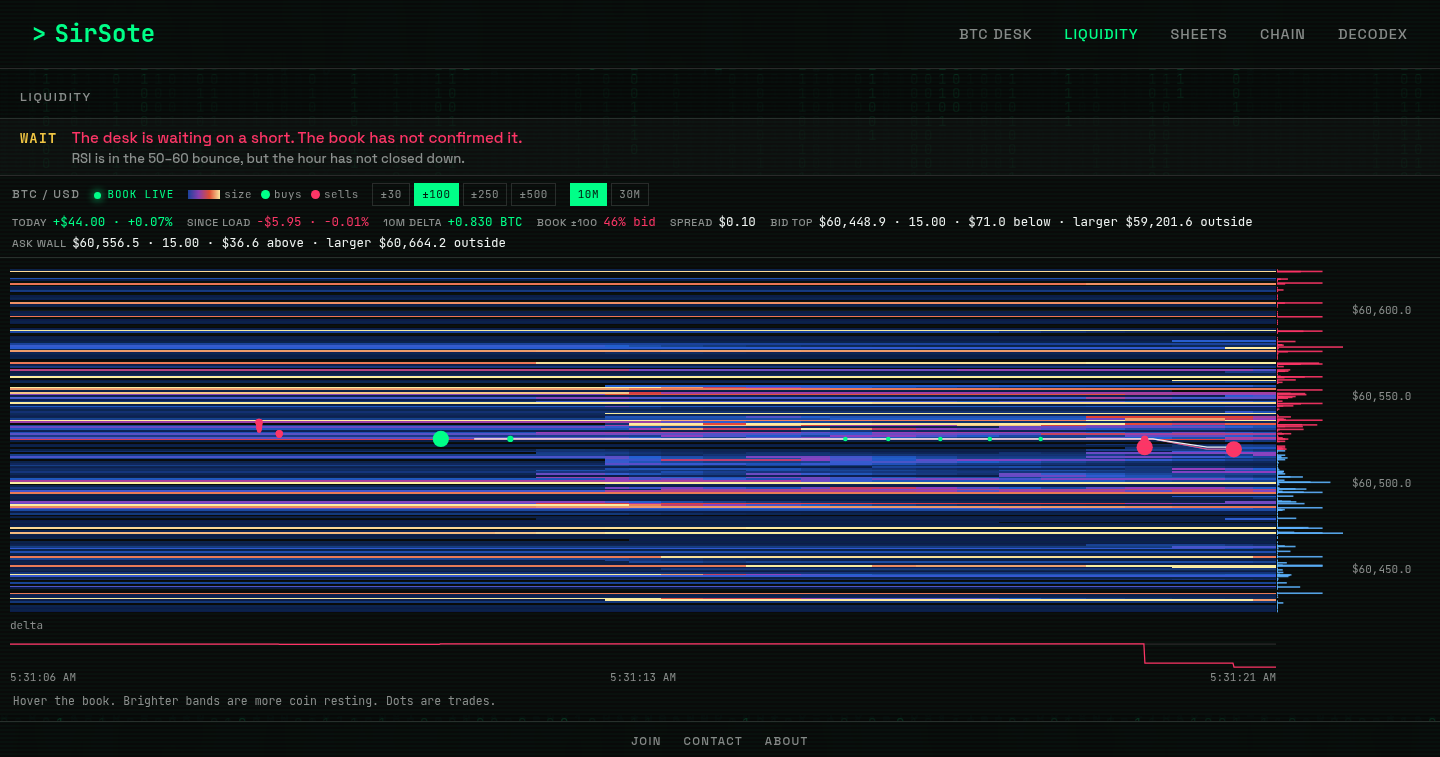 > SirSote
BTC DESK LIQUIDITY SHEETS CHAIN DECODEX
LIQUIDITY
WAIT The desk is waiting on a short. The book has not confirmed it.
RSI is in the 50–60 bounce, but the hour has not closed down.
BTC / USD BOOK LIVE size buys sells ±30 ±100 ±250 ±500 10M 30M
TODAY +$44.00 · +0.07% SINCE LOAD -$5.95 · -0.01% 10M DELTA +0.830 BTC BOOK ±100 46% bid SPREAD $0.10 BID TOP $60,448.9 · 15.00 · $71.0 below · larger $59,201.6 outside
ASK WALL $60,556.5 · 15.00 · $36.6 above · larger $60,664.2 outside
$60,600.0
$60,550.0
$60,500.0
$60,450.0
delta
5:31:06 AM 5:31:13 AM 5:31:21 AM
Hover the book. Brighter bands are more coin resting. Dots are trades.
JOIN CONTACT ABOUT